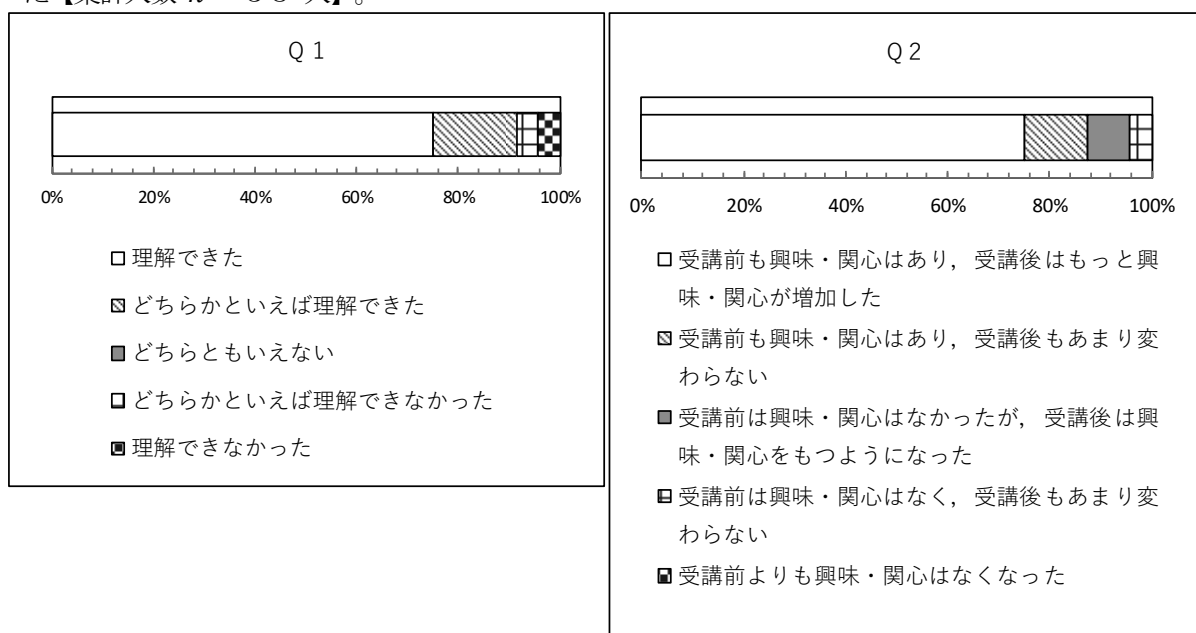 Q1
0% 20% 40% 60% 80% 100%
理解できた
どちらかといえば理解できた
どちらともいえない
どちらかといえば理解できなかった
理解できなかった
Q2
0% 20% 40% 60% 80% 100%
受講前も興味・関心はあり，受講後はもっと興
味・関心が増加した
受講前も興味・関心はあり，受講後もあまり変
わらない
受講前は興味・関心はなかったが，受講後は興
味・関心をもつようになった
受講前は興味・関心はなく，受講後もあまり変
わらない
受講前よりも興味・関心はなくなった